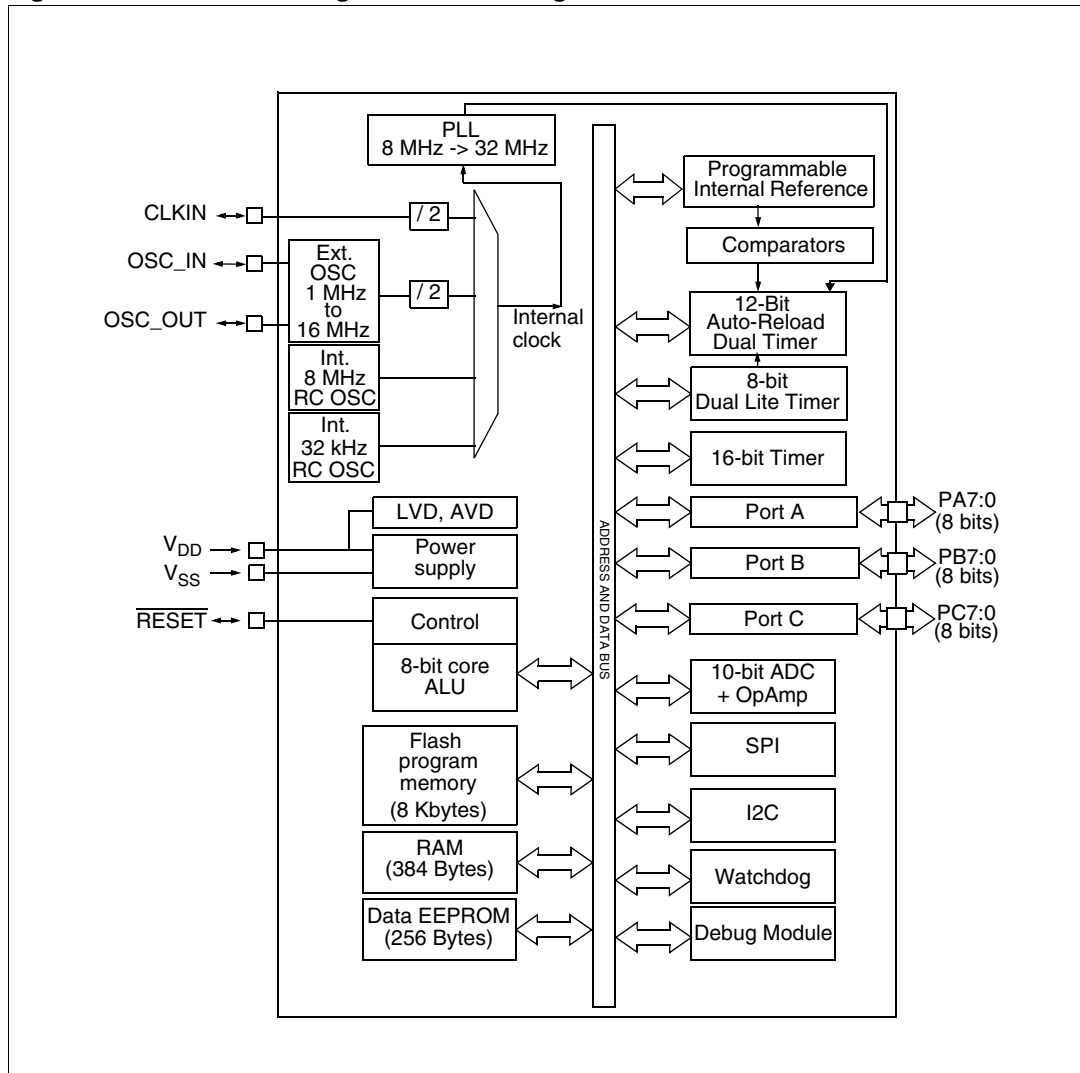 PLL
8 MHz -> 32 MHz
CLKIN
/ 2
OSC_IN
OSC_OUT
Ext.
OSC
1 MHz
to
16 MHz
/ 2
Int.
8 MHz
RC OSC
Int.
32 kHz
RC OSC
Internal
clock
LVD, AVD
VDD
VSS
Power
supply
RESET
Control
8-bit core
ALU
Flash
program
memory
(8 Kbytes)
RAM
(384 Bytes)
Data EEPROM
(256 Bytes)
ADDRESS AND DATA BUS
Programmable
Internal Reference
Comparators
12-Bit
Auto-Reload
Dual Timer
8-bit
Dual Lite Timer
16-bit Timer
Port A
PA7:0
(8 bits)
Port B
PB7:0
(8 bits)
Port C
PC7:0
(8 bits)
10-bit ADC
+ OpAmp
SPI
I2C
Watchdog
Debug Module